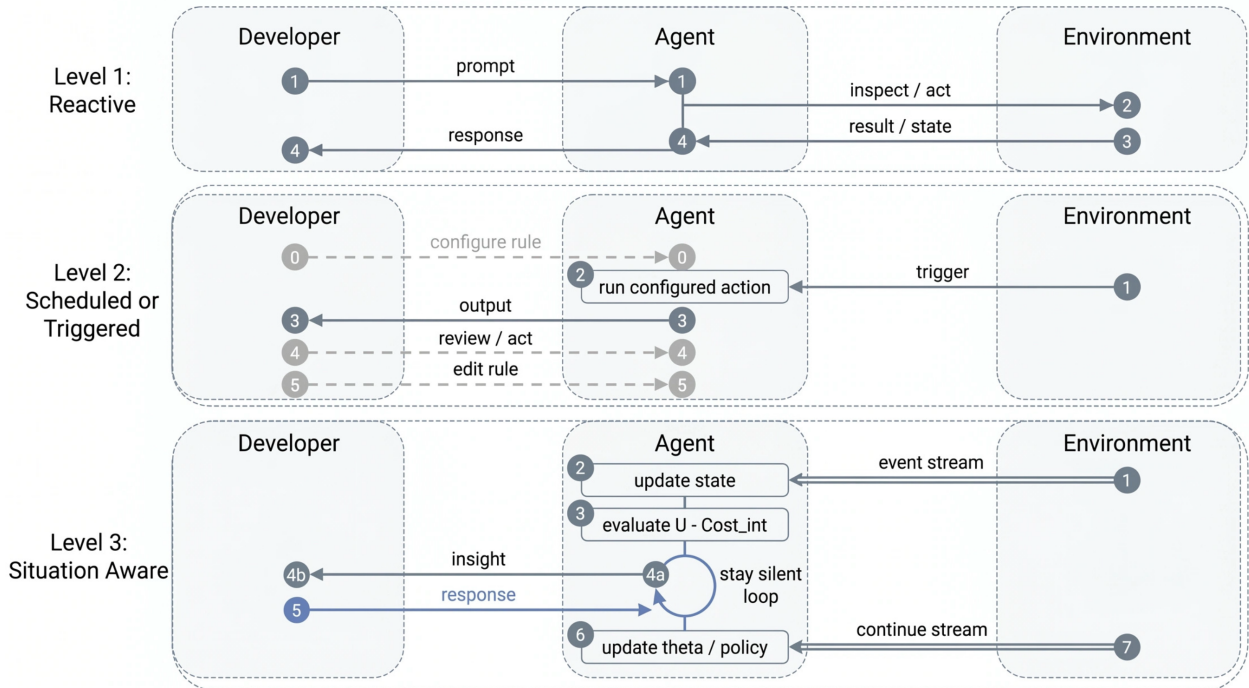 Developer
Agent
Environment
Level 1:
Reactive
1
prompt
1
inspect / act
2
4
response
4
result / state
3
Developer
Agent
Environment
Level 2:
Scheduled or
Triggered
0
configure rule
0
2
run configured action
trigger
1
3
output
3
4
review / act
4
5
edit rule
5
Developer
Agent
Environment
Level 3:
Situation Aware
2
update state
event stream
1
3
evaluate U - Cost_int
4b
insight
4a
stay silent
loop
5
response
6
update theta / policy
continue stream
7